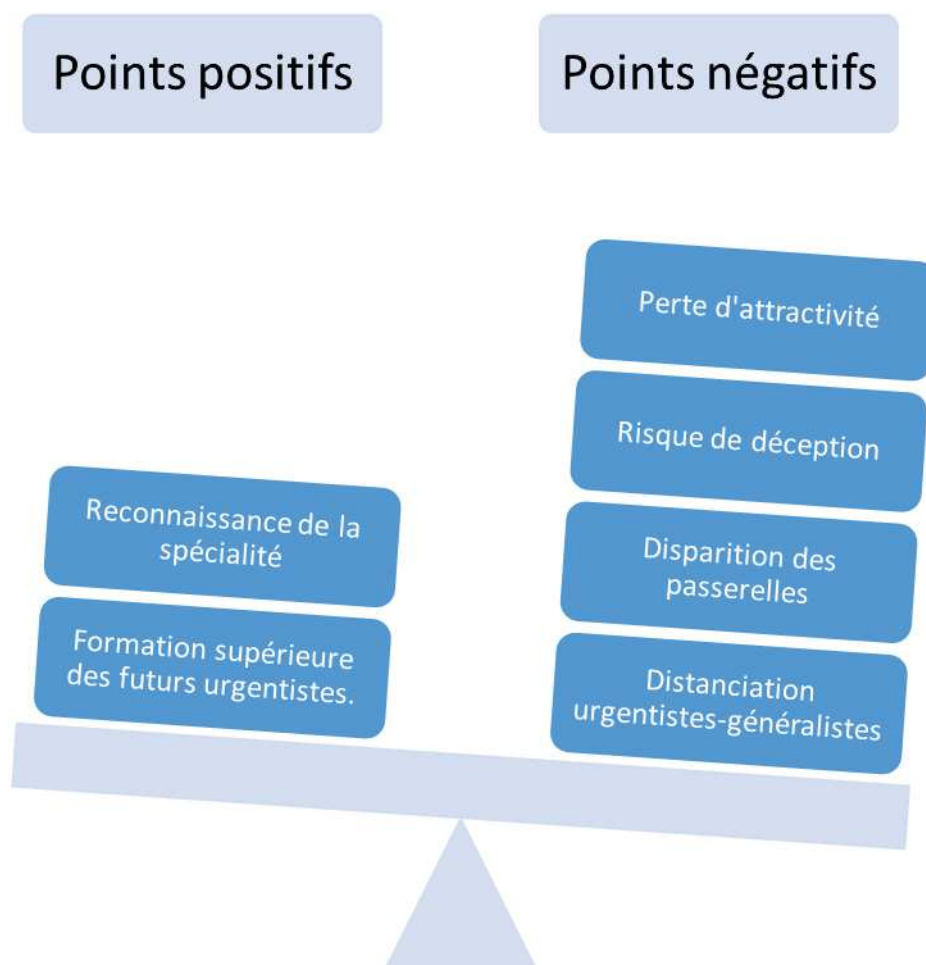 Points positifs
Points négatifs
Reconnaissance de la
spécialité
Formation supérieure
des futurs urgentistes.
Perte d'attractivité
Risque de déception
Disparition des
passerelles
Distanciation
urgentistes-généralistes